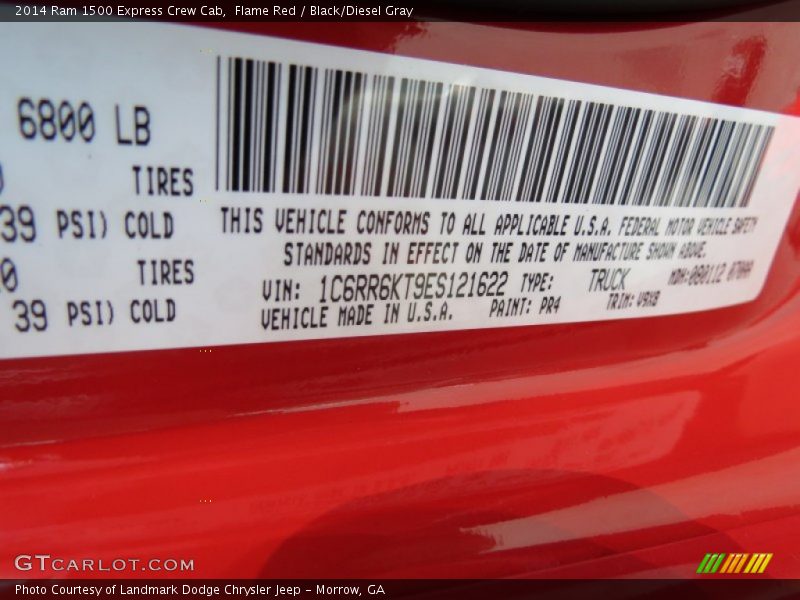 2014 Ram 1500 Express Crew Cab,  Flame Red / Black/Diesel Gray
6800 LB
TIRES
39 PSI) COLD
THIS VEHICLE CONFORMS TO ALL APPLICABLE U.S.A. FEDERAL MOTOR VEHICLE SAFETY
STANDARDS IN EFFECT ON THE DATE OF MANUFACTURE SHOWN ABOVE.
0 TIRES
39 PSI) COLD
VIN: 1C6RR6KT9ES121622 TYPE: TRUCK
VEHICLE MADE IN U.S.A. PAINT: PR4 TRIM: V9X8
GTCARLOT.COM
Photo Courtesy of Landmark Dodge Chrysler Jeep – Morrow, GA